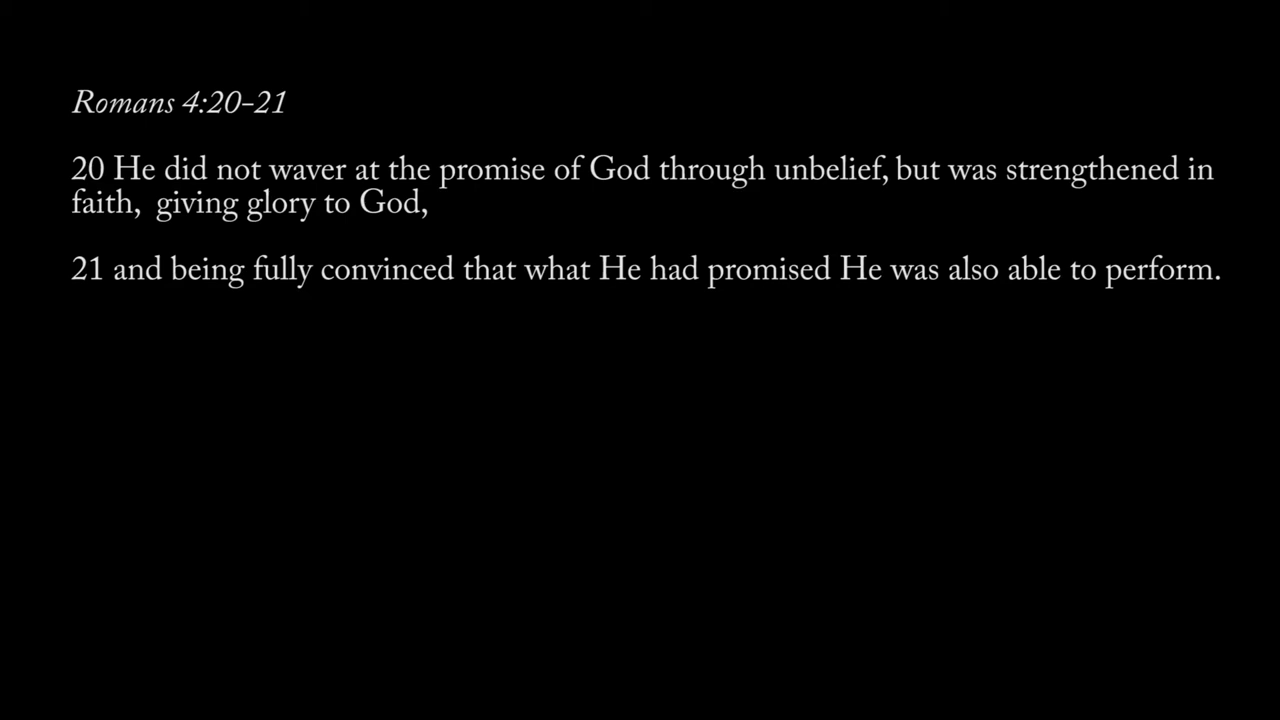 Romans 4:20-21
20 He did not waver at the promise of God through unbelief, but was strengthened in
faith,  giving glory to God,
21 and being fully convinced that what He had promised He was also able to perform.